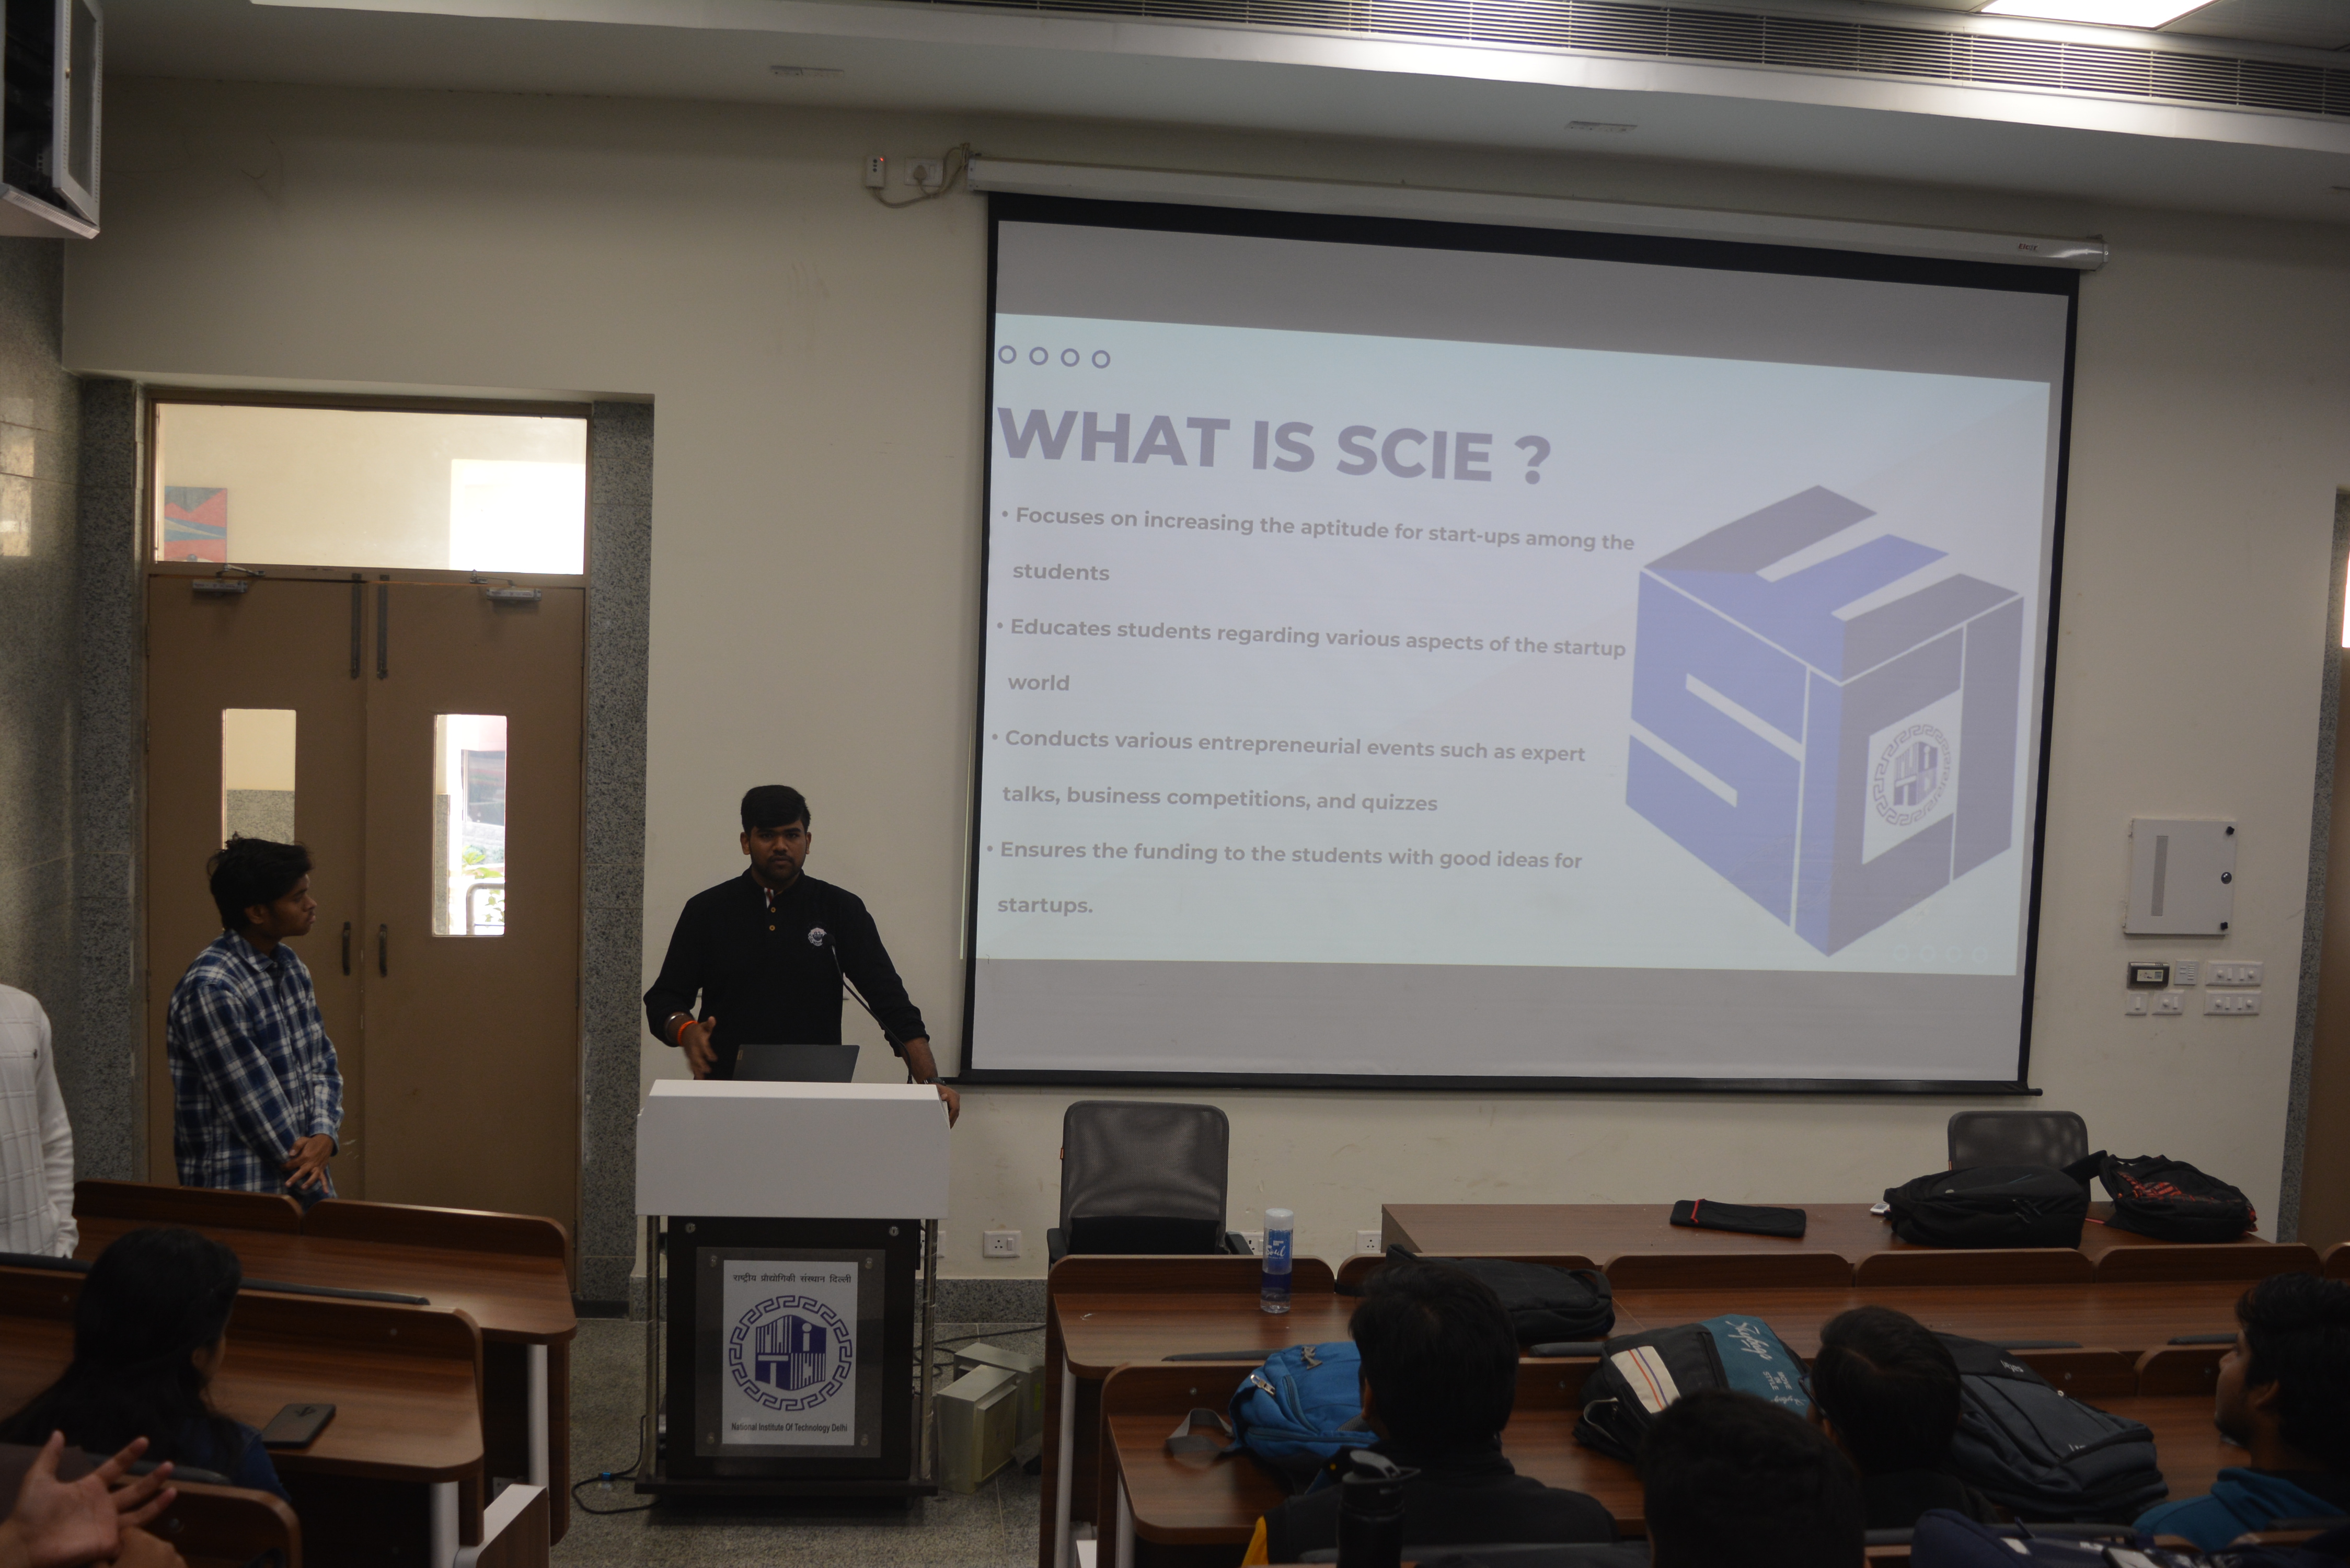 WHAT IS SCIE ?
• Focuses on increasing the aptitude for start-ups among the
students
• Educates students regarding various aspects of the startup
world
• Conducts various entrepreneurial events such as expert
talks, business competitions, and quizzes
• Ensures the funding to the students with good ideas for
startups.
राष्ट्रीय प्रौद्योगिकी संस्थान दिल्ली
National Institute Of Technology Delhi
Soul
Skybags